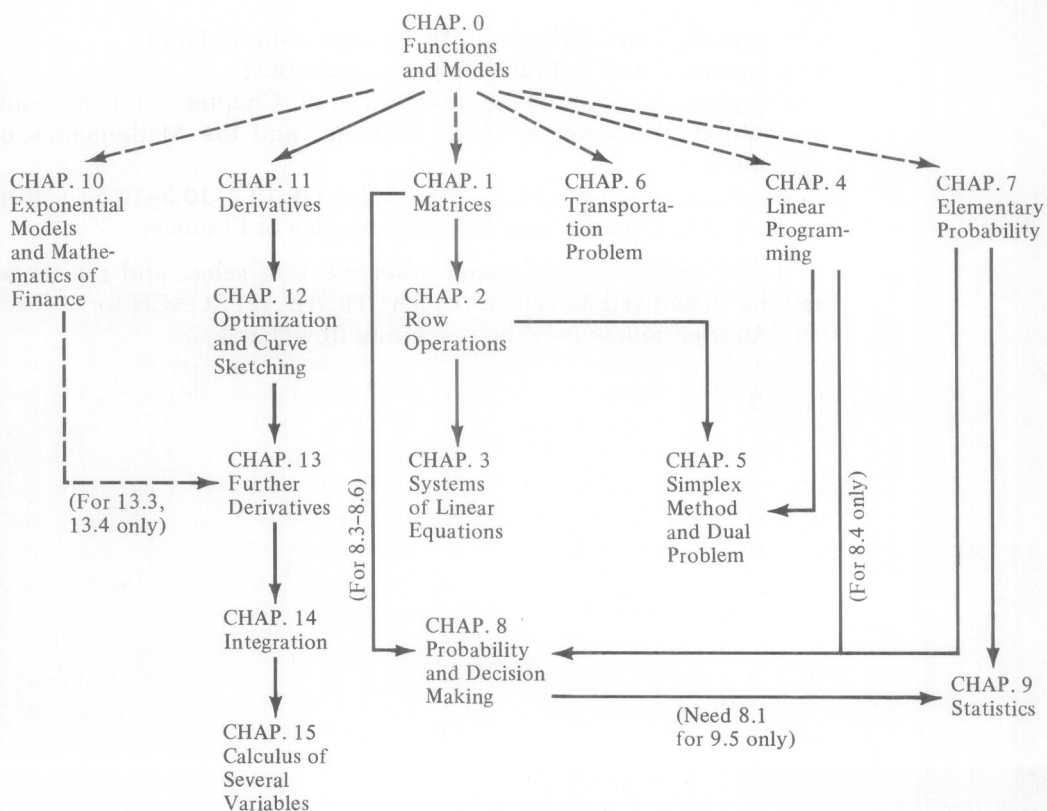 CHAP. 0
Functions
and Models
CHAP. 10
Exponential
Models
and Mathe-
matics of
Finance
CHAP. 11
Derivatives
CHAP. 1
Matrices
CHAP. 6
Transporta-
tion
Problem
CHAP. 4
Linear
Program-
ming
CHAP. 7
Elementary
Probability
CHAP. 12
Optimization
and Curve
Sketching
CHAP. 2
Row
Operations
CHAP. 13
Further
Derivatives
(For 13.3,
13.4 only)
CHAP. 3
Systems
of Linear
Equations
CHAP. 5
Simplex
Method
and Dual
Problem
(For 8.3–8.6)
(For 8.4 only)
CHAP. 14
Integration
CHAP. 8
Probability
and Decision
Making
(Need 8.1
for 9.5 only)
CHAP. 9
Statistics
CHAP. 15
Calculus of
Several
Variables